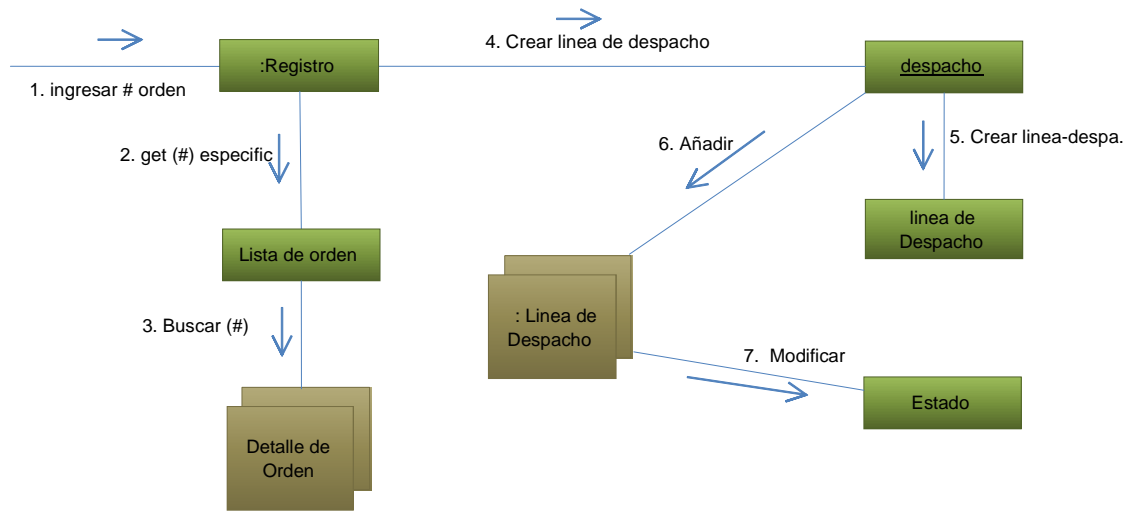 4. Crear linea de despacho
:Registro
despacho
1. ingresar # orden
6. Añadir
5. Crear linea-despa.
2. get (#) especific
linea de
Despacho
Lista de orden
: Linea de
Despacho
3. Buscar (#)
7. Modificar
Estado
Detalle de
Orden